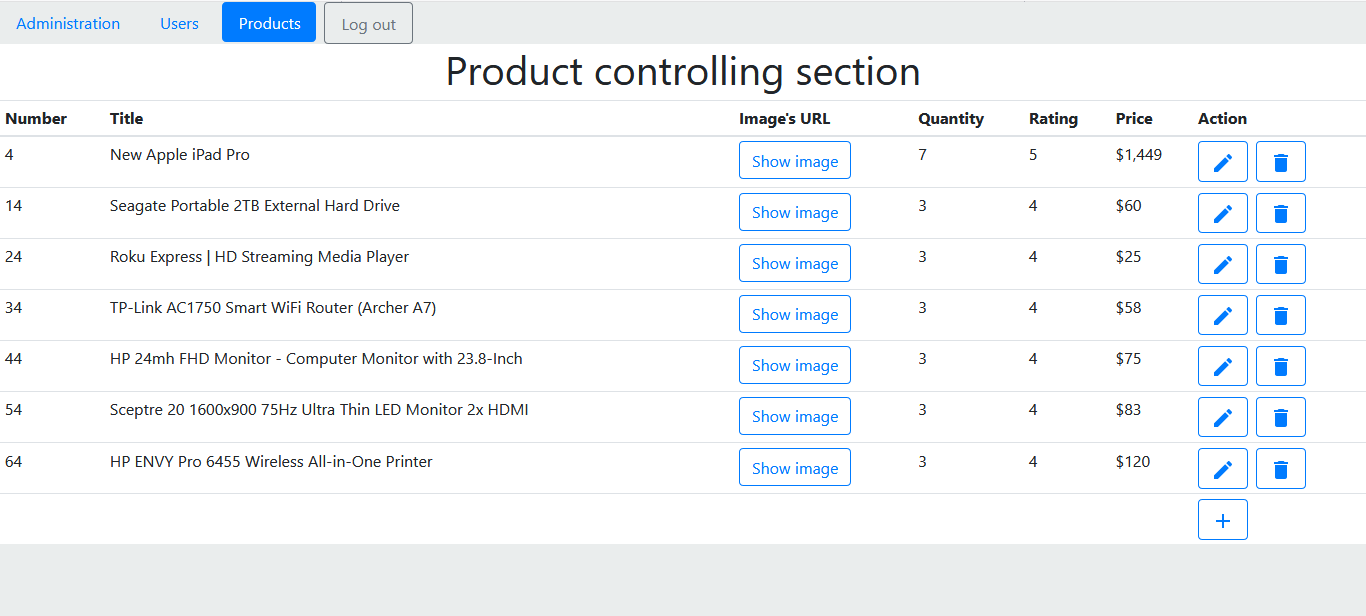 Administration Users Products Log out
Product controlling section
Number Title Image's URL Quantity Rating Price Action
4 New Apple iPad Pro Show image 7 5 $1,449
14 Seagate Portable 2TB External Hard Drive Show image 3 4 $60
24 Roku Express | HD Streaming Media Player Show image 3 4 $25
34 TP-Link AC1750 Smart WiFi Router (Archer A7) Show image 3 4 $58
44 HP 24mh FHD Monitor - Computer Monitor with 23.8-Inch Show image 3 4 $75
54 Sceptre 20 1600x900 75Hz Ultra Thin LED Monitor 2x HDMI Show image 3 4 $83
64 HP ENVY Pro 6455 Wireless All-in-One Printer Show image 3 4 $120